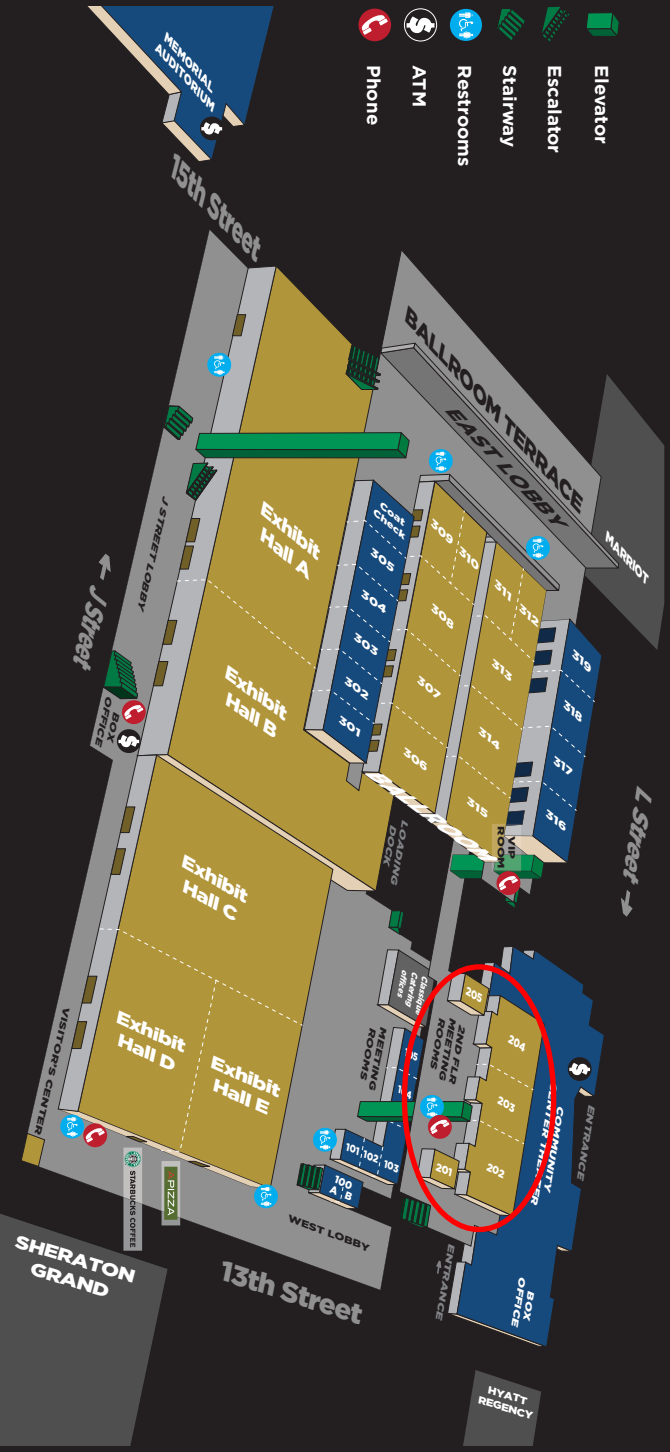 Elevator
Escalator
Stairway
Restrooms
ATM
Phone
MEMORIAL
AUDITORIUM
15th Street
BALLROOM TERRACE
EAST LOBBY
MARRIOT
J STREET LOBBY
← J Street
BOX
OFFICE
Exhibit
Hall A
Exhibit
Hall B
Coat
Check
305
304
303
302
301
309
310
308
307
306
311
312
313
314
315
BALLROOM
319
318
317
316
VIP
ROOM
L Street →
LOADING
DOCK
Exhibit
Hall C
Exhibit
Hall D
Exhibit
Hall E
VISITOR'S CENTER
Classique
Catering
offices
MEETING
ROOMS
105
104
103
101
102
100
A
B
2ND FLR
MEETING
ROOMS
205
204
203
202
201
COMMUNITY
CENTER THEATER
ENTRANCE
BOX
OFFICE
ENTRANCE
→
WEST LOBBY
STARBUCKS COFFEE
PIZZA
13th Street
SHERATON
GRAND
HYATT
REGENCY